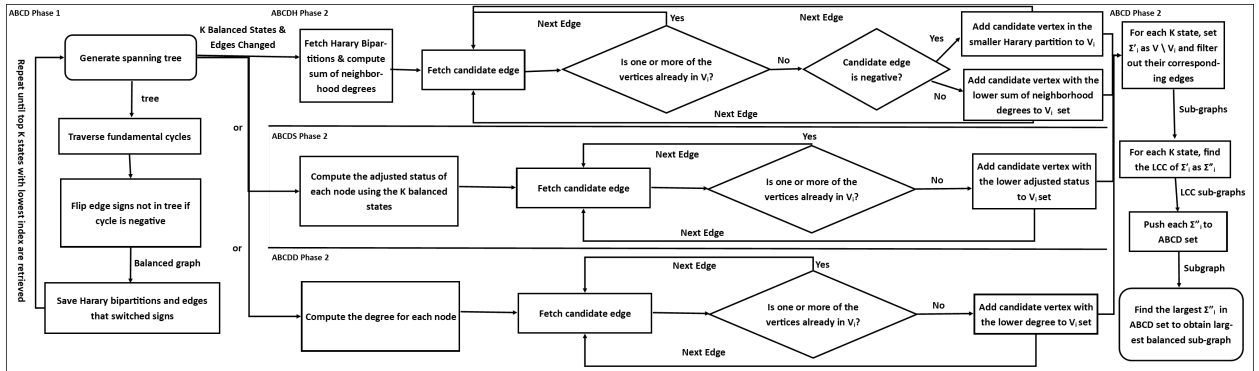 ABCD Phase 1
Generate spanning tree
tree
Traverse fundamental cycles
Flip edge signs not in tree if
cycle is negative
Balanced graph
Save Harary bipartitions and edges
that switched signs
Repeat until top K states with lowest index are retrieved
K Balanced States &
Edges Changed
or
or
ABCDH Phase 2
Fetch Harary Bipar-
titions & compute
sum of neighbor-
hood degrees
Fetch candidate edge
Next Edge
Yes
Is one or more of the
vertices already in Vᵢ?
No
Next Edge
Candidate edge
is negative?
Yes
No
Add candidate vertex in the
smaller Harary partition to Vᵢ
Add candidate vertex with the
lower sum of neighborhood
degrees to Vᵢ set
Next Edge
ABCDS Phase 2
Compute the adjusted status of
each node using the K balanced
states
Fetch candidate edge
Next Edge
Yes
Is one or more of the
vertices already in Vᵢ?
No
Add candidate vertex with
the lower adjusted status
to Vᵢ set
Next Edge
ABCDD Phase 2
Compute the degree for each node
Fetch candidate edge
Next Edge
Yes
Is one or more of the
vertices already in Vᵢ?
No
Add candidate vertex with
the lower degree to Vᵢ set
Next Edge
ABCD Phase 2
For each K state, set
Σ'ᵢ as V \ Vᵢ and filter
out their correspond-
ing edges
Sub-graphs
For each K state, find
the LCC of Σ'ᵢ as Σ"ᵢ
LCC sub-graphs
Push each Σ"ᵢ to
ABCD set
Subgraph
Find the largest Σ"ᵢ in
ABCD set to obtain larg-
est balanced sub-graph